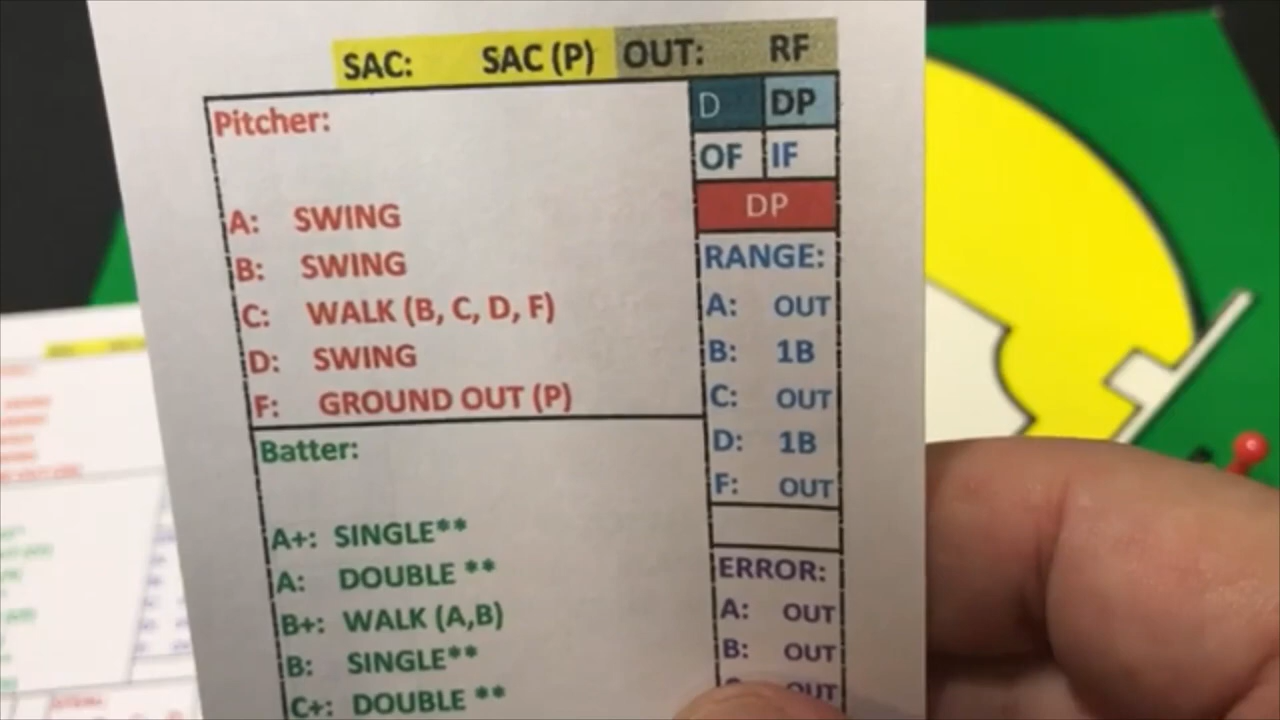 SAC: SAC (P) OUT: RF
Pitcher:
A: SWING
B: SWING
C: WALK (B, C, D, F)
D: SWING
F: GROUND OUT (P)
Batter:
A+: SINGLE**
A: DOUBLE **
B+: WALK (A,B)
B: SINGLE**
C+: DOUBLE **
D DP
OF IF
DP
RANGE:
A: OUT
B: 1B
C: OUT
D: 1B
F: OUT
ERROR:
A: OUT
B: OUT
OUT